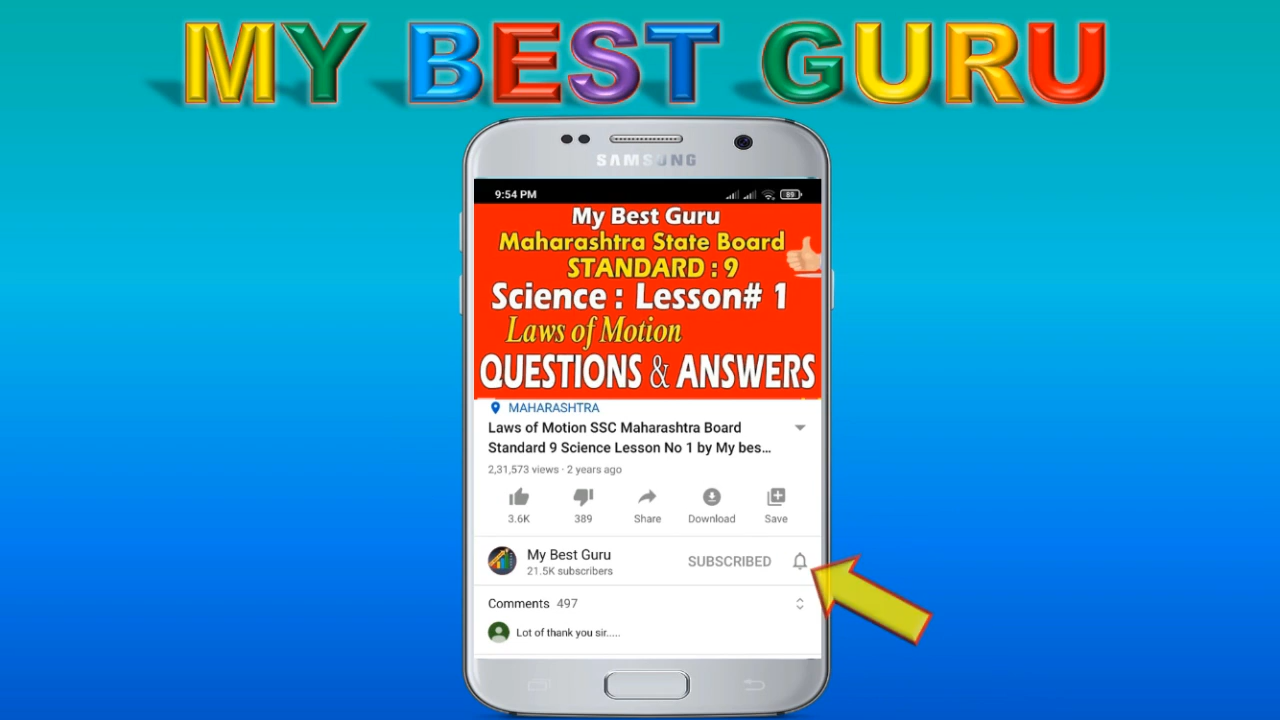 MY BEST GURU
SAMSUNG
9:54 PM
89
My Best Guru
Maharashtra State Board
STANDARD : 9
Science : Lesson# 1
Laws of Motion
QUESTIONS & ANSWERS
MAHARASHTRA
Laws of Motion SSC Maharashtra Board
Standard 9 Science Lesson No 1 by My bes...
2,31,573 views · 2 years ago
3.6K 389 Share Download Save
My Best Guru
21.5K subscribers
SUBSCRIBED
Comments 497
Lot of thank you sir.....